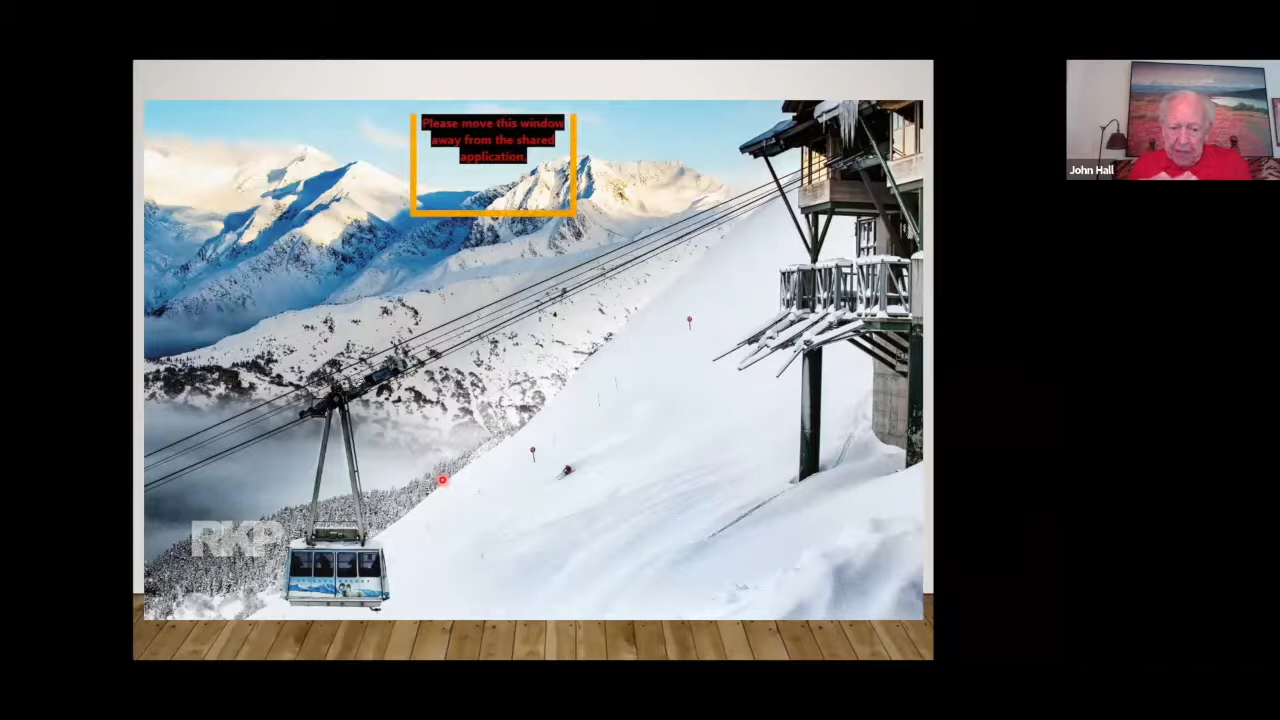 Please move this window
away from the shared
application.
John Hall
RKP